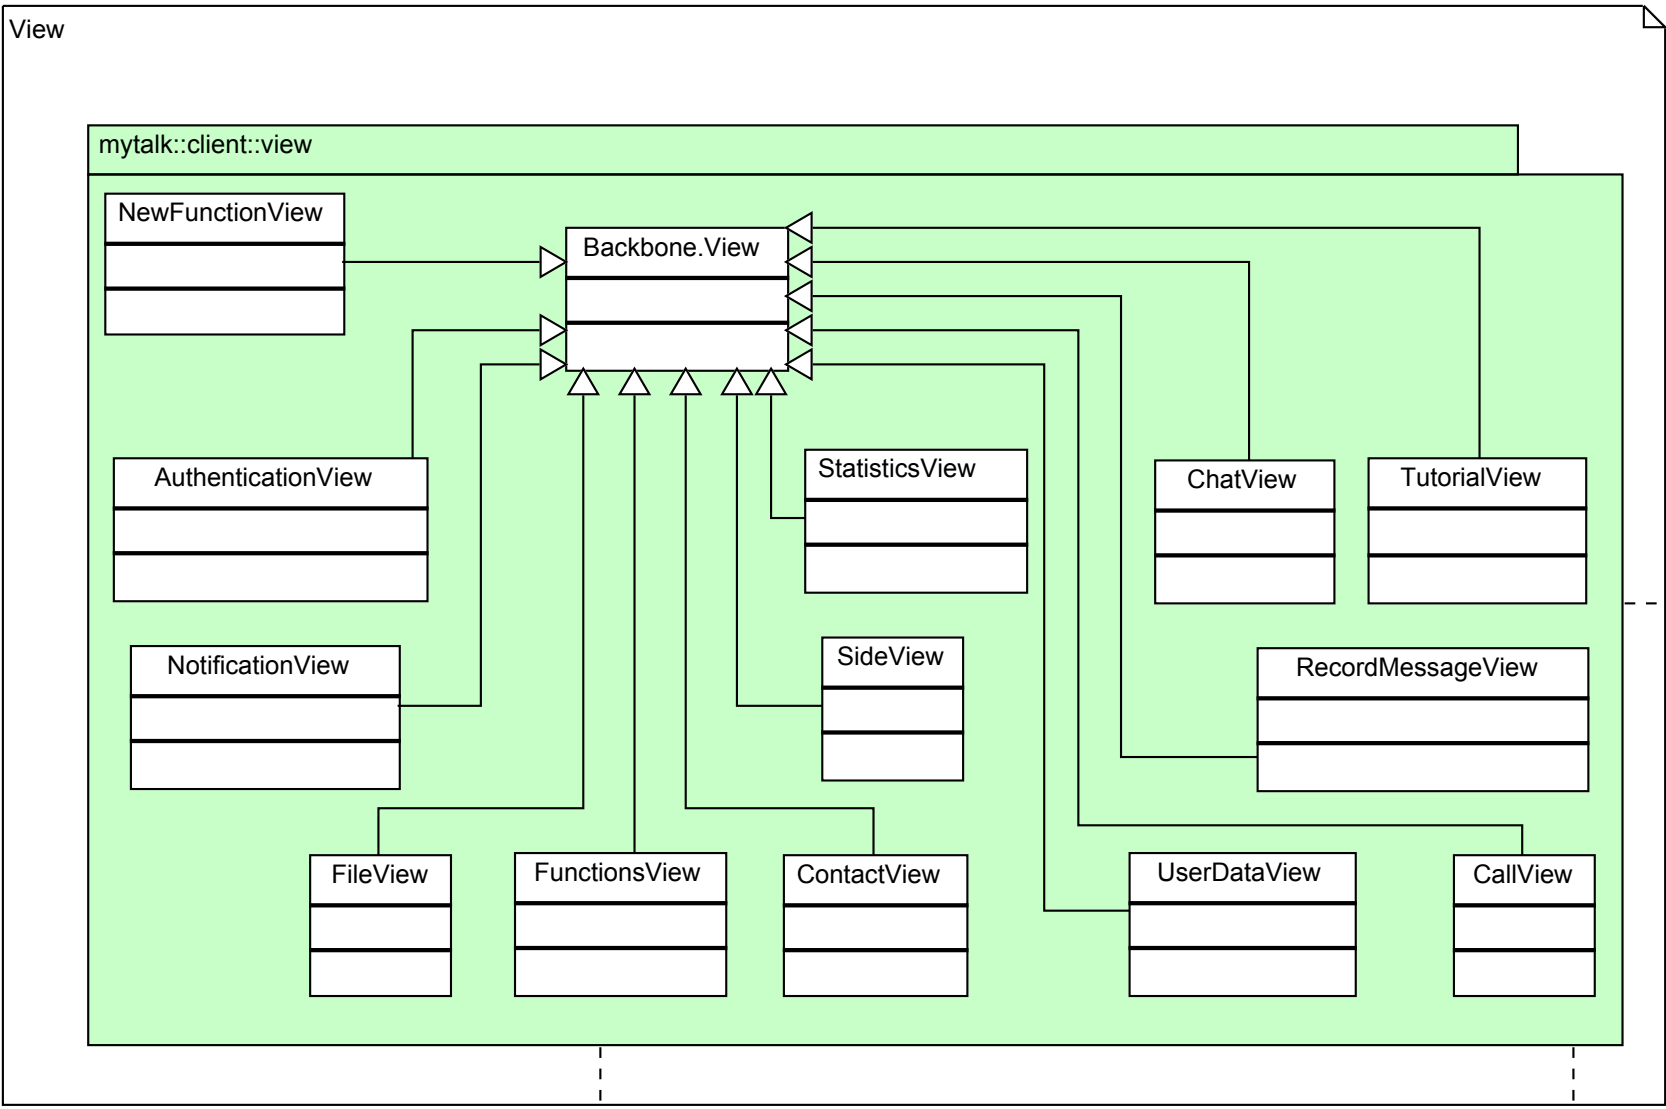 View
mytalk::client::view
NewFunctionView
Backbone.View
AuthenticationView
StatisticsView
ChatView
TutorialView
NotificationView
SideView
RecordMessageView
FileView
FunctionsView
ContactView
UserDataView
CallView